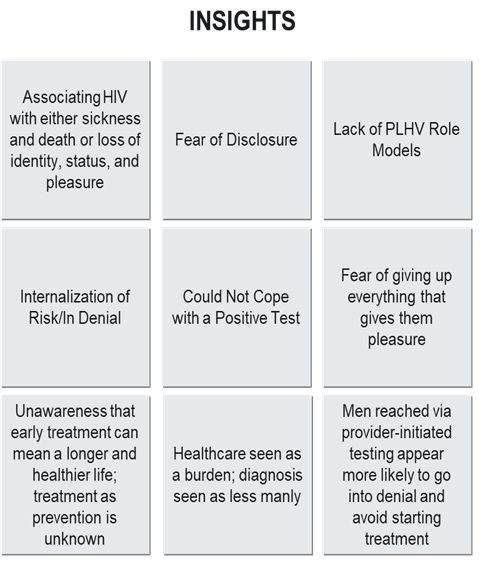 INSIGHTS
Associating HIV
with either sickness
and death or loss of
identity, status, and
pleasure
Fear of Disclosure
Lack of PLHV Role
Models
Internalization of
Risk/In Denial
Could Not Cope
with a Positive Test
Fear of giving up
everything that
gives them
pleasure
Unawareness that
early treatment can
mean a longer and
healthier life;
treatment as
prevention is
unknown
Healthcare seen as
a burden; diagnosis
seen as less manly
Men reached via
provider-initiated
testing appear
more likely to go
into denial and
avoid starting
treatment